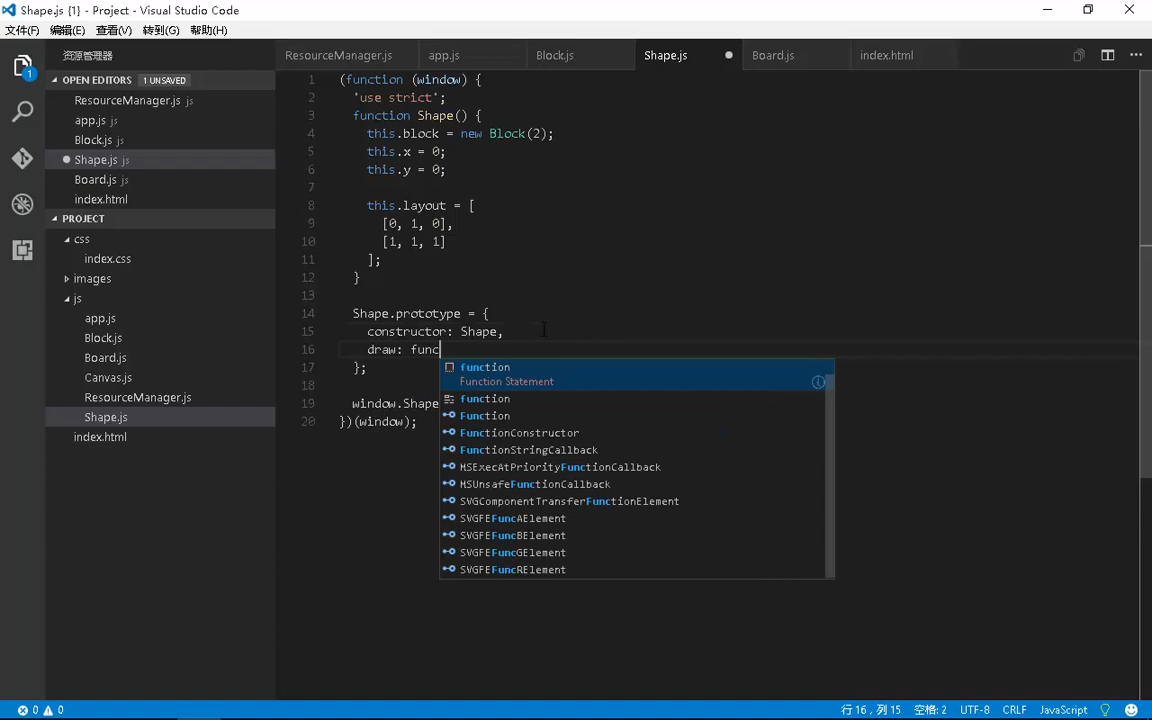 Shape.js {1} - Project - Visual Studio Code
文件(F) 编辑(E) 查看(V) 转到(G) 帮助(H)
资源管理器
OPEN EDITORS 1 UNSAVED
ResourceManager.js js
app.js js
Block.js js
Shape.js js
Board.js js
index.html
PROJECT
css
index.css
images
js
app.js
Block.js
Board.js
Canvas.js
ResourceManager.js
Shape.js
index.html
1
ResourceManager.js app.js Block.js Shape.js Board.js index.html
1 (function (window) {
2 'use strict';
3 function Shape() {
4 this.block = new Block(2);
5 this.x = 0;
6 this.y = 0;
7
8 this.layout = [
9 [0, 1, 0],
10 [1, 1, 1]
11 ];
12 }
13
14 Shape.prototype = {
15 constructor: Shape,
16 draw: func
17 };
18
19 window.Shape
20 })(window);
function
Function Statement
function
Function
FunctionConstructor
FunctionStringCallback
MSExecAtPriorityFunctionCallback
MSUnsafeFunctionCallback
SVGComponentTransferFunctionElement
SVGFEFuncAElement
SVGFEFuncBElement
SVGFEFuncGElement
SVGFEFuncRElement
0 0 行 16，列 15 空格: 2 UTF-8 CRLF JavaScript